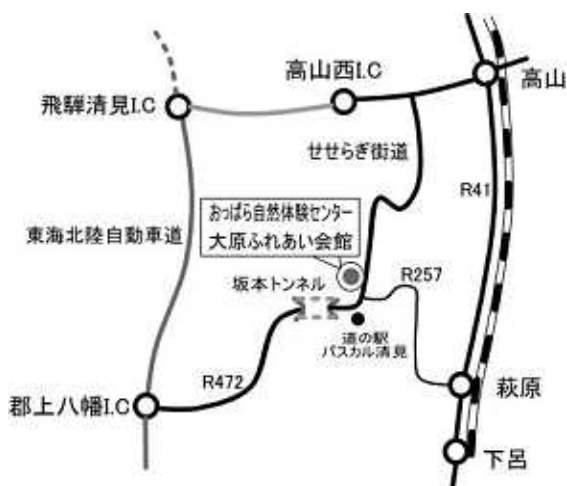 高山西I.C
高山
飛騨清見I.C
せせらぎ街道
R41
おっぱら自然体験センター
大原ふれあい会館
東海北陸自動車道
坂本トンネル
R257
道の駅
パスカル清見
R472
萩原
郡上八幡I.C
下呂